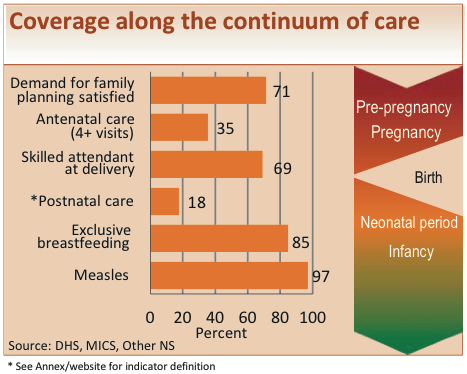 Coverage along the continuum of care
Demand for family
planning satisfied
71
Antenatal care
(4+ visits)
35
Skilled attendant
at delivery
69
*Postnatal care
18
Exclusive
breastfeeding
85
Measles
97
0 20 40 60 80 100
Percent
Pre-pregnancy
Pregnancy
Birth
Neonatal period
Infancy
Source: DHS, MICS, Other NS
* See Annex/website for indicator definition